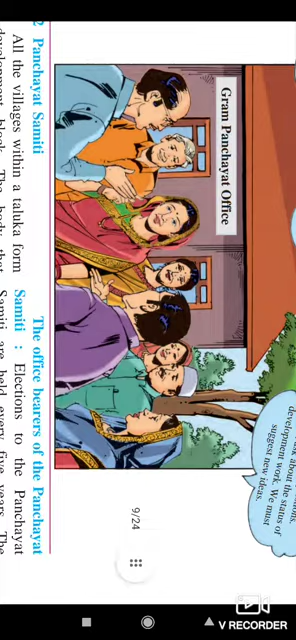 development work. We must
suggest new ideas.
Gram Panchayat Office
2 Panchayat Samiti
All the villages within a taluka form
The office bearers of the Panchayat
Samiti : Elections to the Panchayat
Samiti are held every five years. The
9/24
V RECORDER